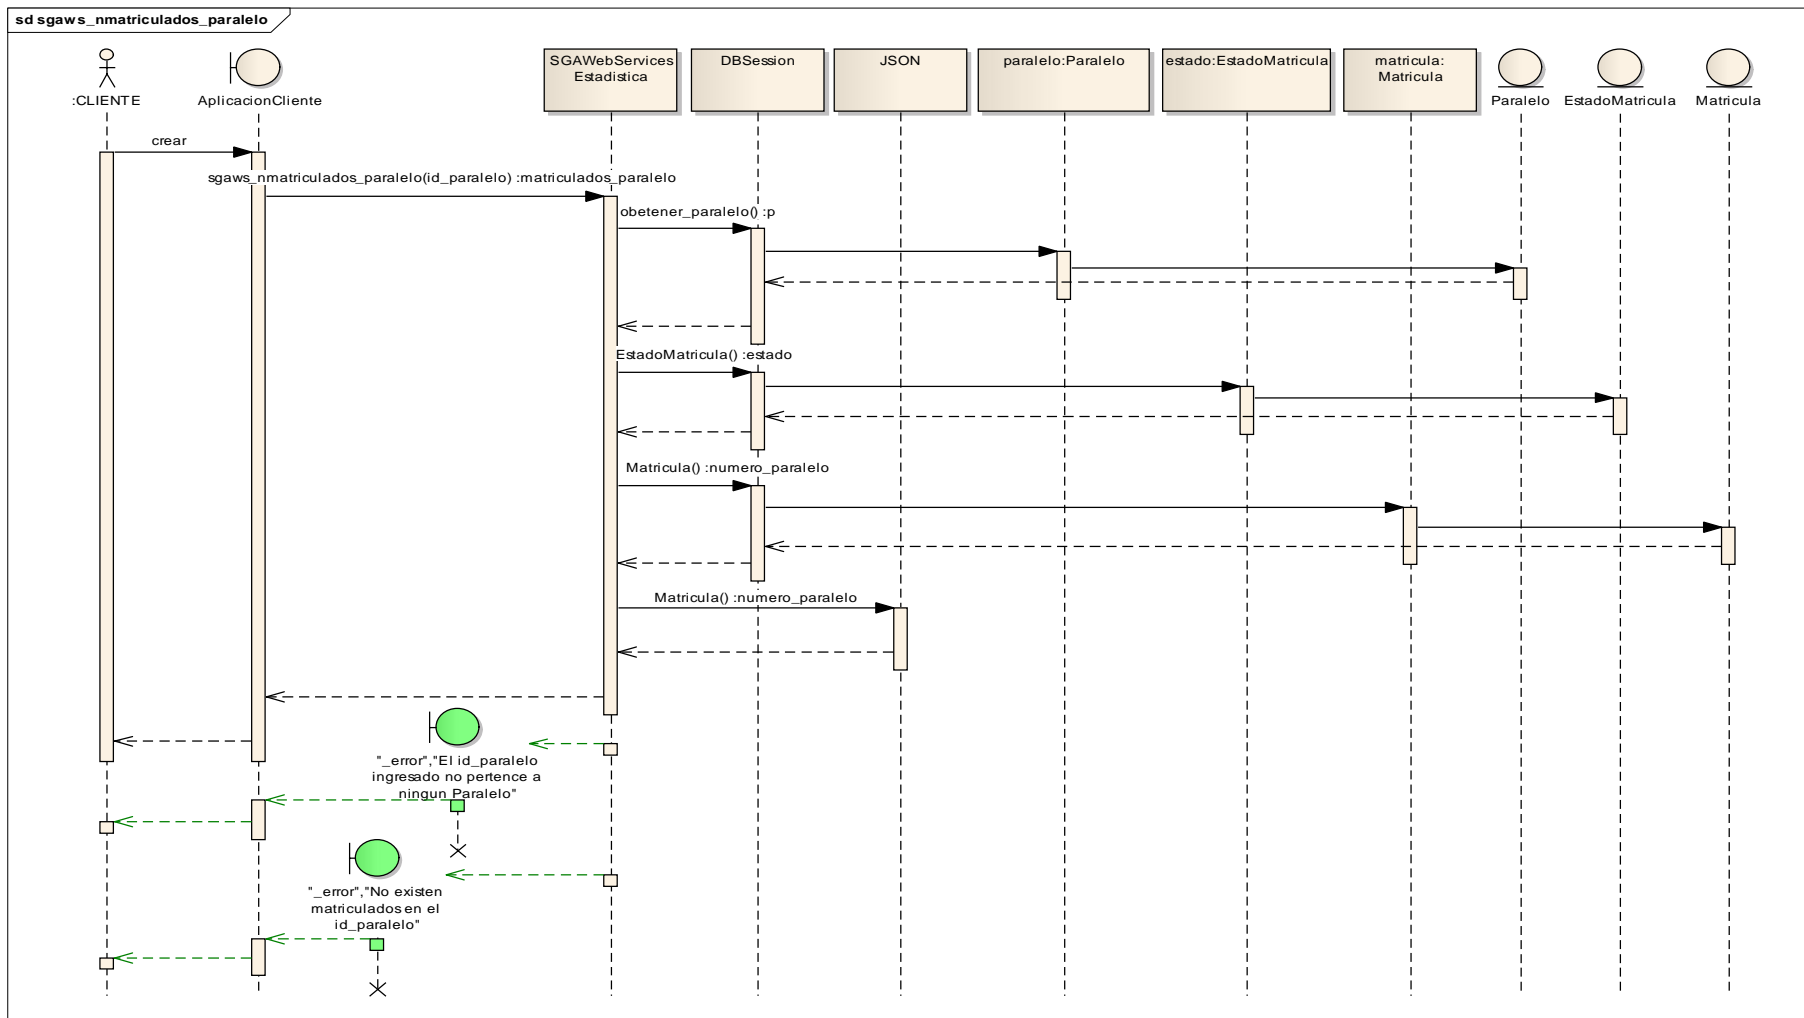 sd sgaws_nmatriculados_paralelo
:CLIENTE
AplicacionCliente
SGAWebServices
Estadistica
DBSession
JSON
paralelo:Paralelo
estado:EstadoMatricula
matricula:
Matricula
Paralelo
EstadoMatricula
Matricula
crear
sgaws_nmatriculados_paralelo(id_paralelo) :matriculados_paralelo
obetener_paralelo() :p
EstadoMatricula() :estado
Matricula() :numero_paralelo
Matricula() :numero_paralelo
"_error","El id_paralelo
ingresado no pertence a
ningun Paralelo"
"_error","No existen
matriculados en el
id_paralelo"